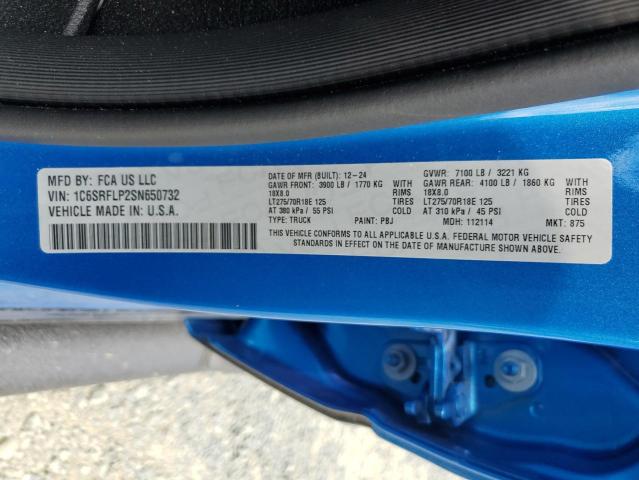 MFD BY: FCA US LLC
VIN: 1C6SRFLP2SN650732
VEHICLE MADE IN U.S.A.
DATE OF MFR (BUILT): 12-24
GAWR FRONT: 3900 LB / 1770 KG WITH
18X8.0 RIMS
LT275/70R18E 125 TIRES
AT 380 kPa / 55 PSI COLD
TYPE: TRUCK PAINT: PBJ
GVWR: 7100 LB / 3221 KG
GAWR REAR: 4100 LB / 1860 KG WITH
18X8.0 RIMS
LT275/70R18E 125 TIRES
AT 310 kPa / 45 PSI COLD
MDH: 112114 MKT: 875
THIS VEHICLE CONFORMS TO ALL APPLICABLE U.S.A. FEDERAL MOTOR VEHICLE SAFETY
STANDARDS IN EFFECT ON THE DATE OF MANUFACTURE SHOWN ABOVE.